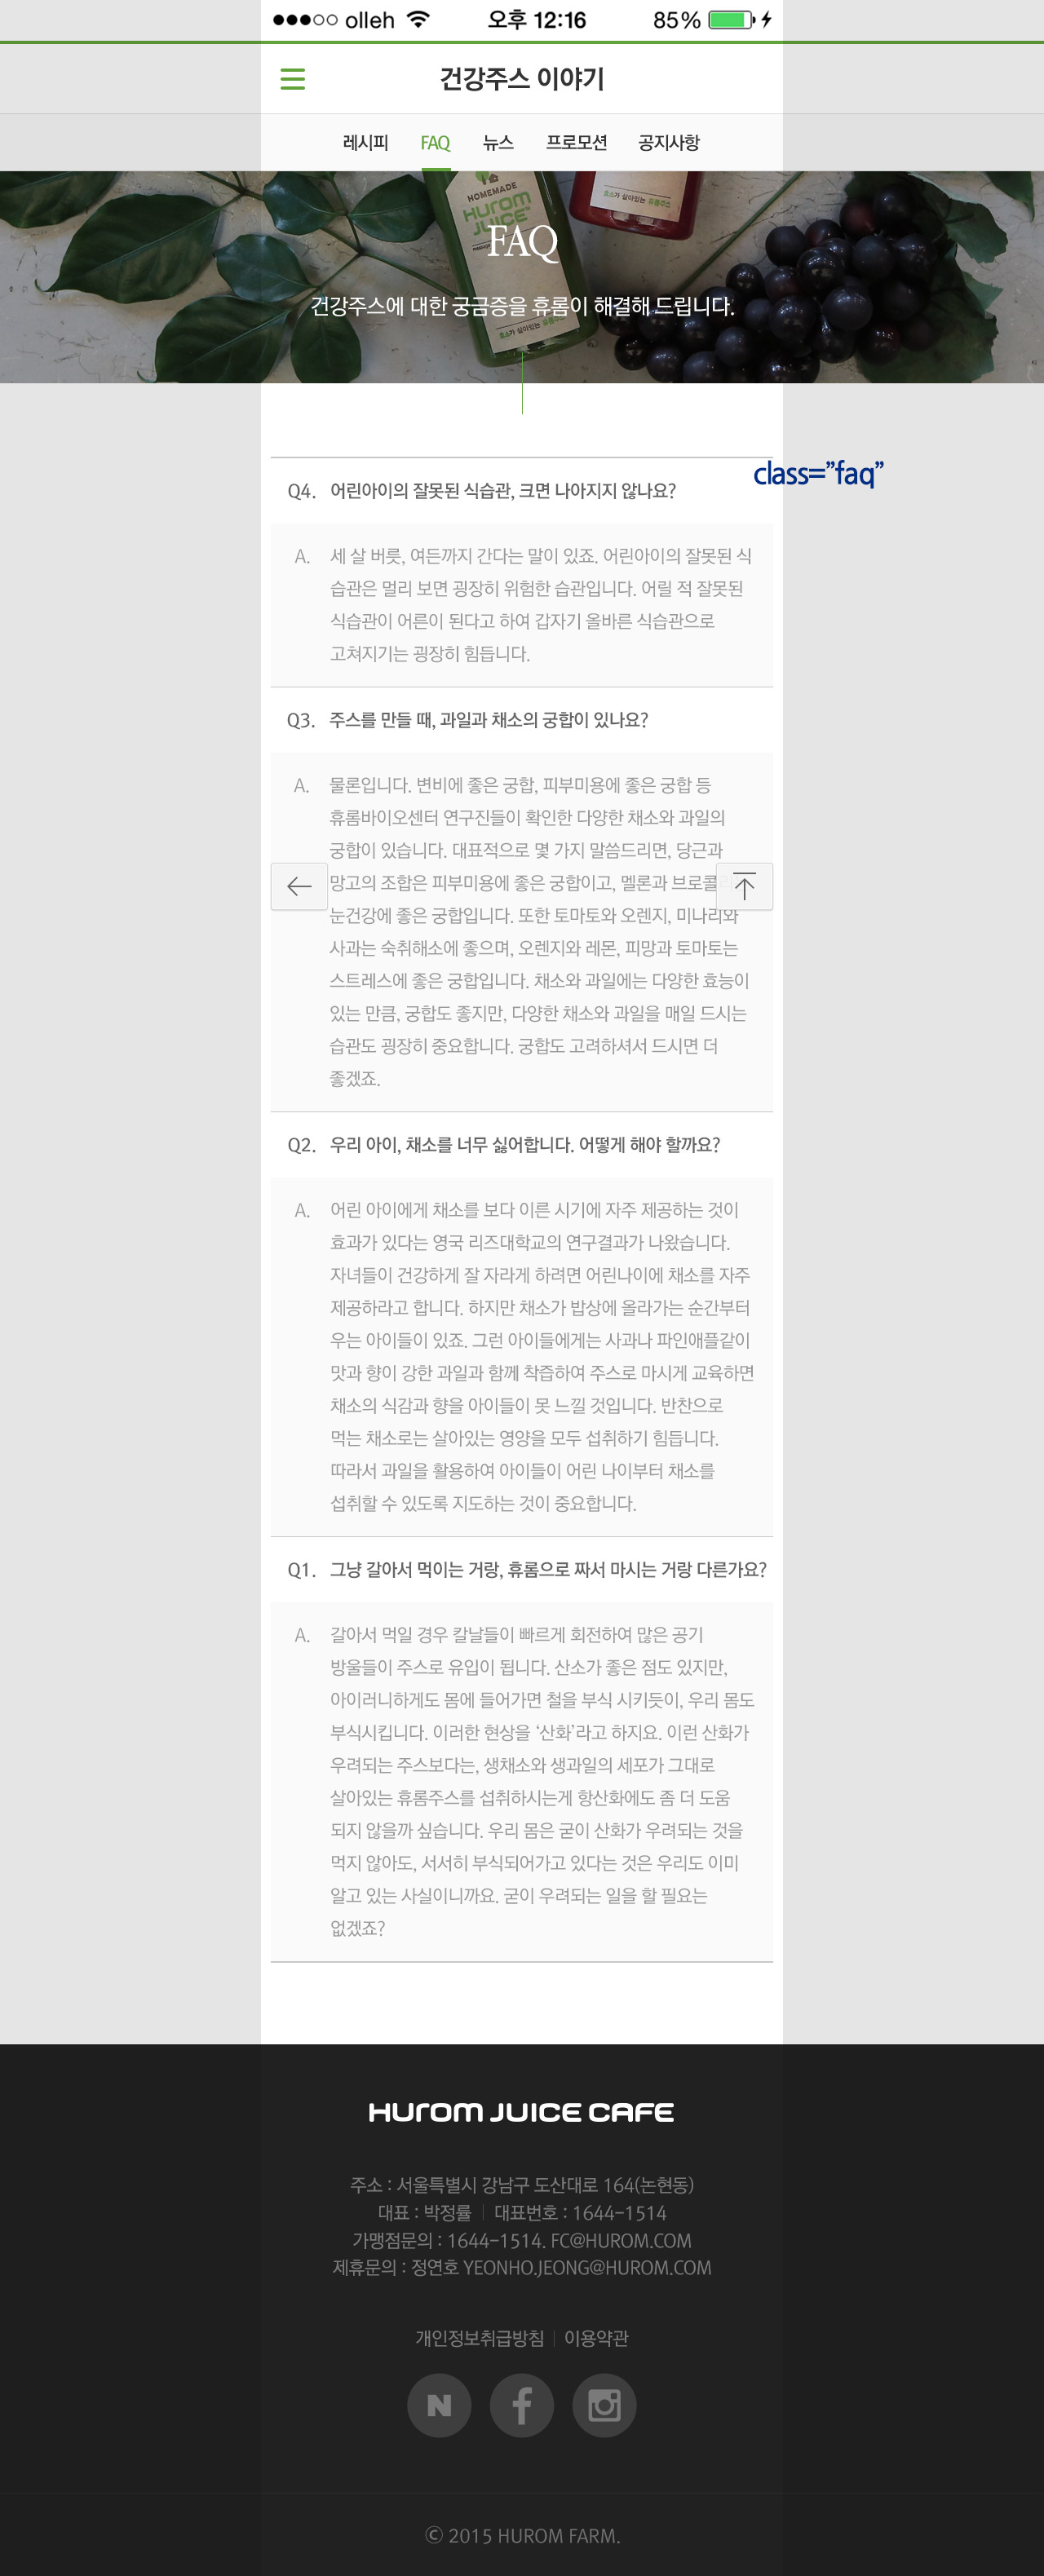 olleh 오후 12:16 85%
건강주스 이야기
레시피 FAQ 뉴스 프로모션 공지사항
HOMEMADE
Hurom
JUICE
FAQ
건강주스에 대한 궁금증을 휴롬이 해결해 드립니다.
class=”faq”
Q4. 어린아이의 잘못된 식습관, 크면 나아지지 않나요?
A. 세 살 버릇, 여든까지 간다는 말이 있죠. 어린아이의 잘못된 식
습관은 멀리 보면 굉장히 위험한 습관입니다. 어릴 적 잘못된
식습관이 어른이 된다고 하여 갑자기 올바른 식습관으로
고쳐지기는 굉장히 힘듭니다.
Q3. 주스를 만들 때, 과일과 채소의 궁합이 있나요?
A. 물론입니다. 변비에 좋은 궁합, 피부미용에 좋은 궁합 등
휴롬바이오센터 연구진들이 확인한 다양한 채소와 과일의
궁합이 있습니다. 대표적으로 몇 가지 말씀드리면, 당근과
망고의 조합은 피부미용에 좋은 궁합이고, 멜론과
눈건강에 좋은 궁합입니다. 또한 토마토와 오렌지, 미나리와
사과는 숙취해소에 좋으며, 오렌지와 레몬, 피망과 토마토는
스트레스에 좋은 궁합입니다. 채소와 과일에는 다양한 효능이
있는 만큼, 궁합도 좋지만, 다양한 채소와 과일을 매일 드시는
습관도 굉장히 중요합니다. 궁합도 고려하셔서 드시면 더
좋겠죠.
Q2. 우리 아이, 채소를 너무 싫어합니다. 어떻게 해야 할까요?
A. 어린 아이에게 채소를 보다 이른 시기에 자주 제공하는 것이
효과가 있다는 영국 리즈대학교의 연구결과가 나왔습니다.
자녀들이 건강하게 잘 자라게 하려면 어린나이에 채소를 자주
제공하라고 합니다. 하지만 채소가 밥상에 올라가는 순간부터
우는 아이들이 있죠. 그런 아이들에게는 사과나 파인애플같이
맛과 향이 강한 과일과 함께 착즙하여 주스로 마시게 교육하면
채소의 식감과 향을 아이들이 못 느낄 것입니다. 반찬으로
먹는 채소로는 살아있는 영양을 모두 섭취하기 힘듭니다.
따라서 과일을 활용하여 아이들이 어린 나이부터 채소를
섭취할 수 있도록 지도하는 것이 중요합니다.
Q1. 그냥 갈아서 먹이는 거랑, 휴롬으로 짜서 마시는 거랑 다른가요?
A. 갈아서 먹일 경우 칼날들이 빠르게 회전하여 많은 공기
방울들이 주스로 유입이 됩니다. 산소가 좋은 점도 있지만,
아이러니하게도 몸에 들어가면 철을 부식 시키듯이, 우리 몸도
부식시킵니다. 이러한 현상을 ‘산화’라고 하지요. 이런 산화가
우려되는 주스보다는, 생채소와 생과일의 세포가 그대로
살아있는 휴롬주스를 섭취하시는게 항산화에도 좀 더 도움
되지 않을까 싶습니다. 우리 몸은 굳이 산화가 우려되는 것을
먹지 않아도, 서서히 부식되어가고 있다는 것은 우리도 이미
알고 있는 사실이니까요. 굳이 우려되는 일을 할 필요는
없겠죠?
HUROM JUICE CAFE
주소 : 서울특별시 강남구 도산대로 164(논현동)
대표 : 박정률 | 대표번호 : 1644-1514
가맹점문의 : 1644-1514. FC@HUROM.COM
제휴문의 : 정연호 YEONHO.JEONG@HUROM.COM
개인정보취급방침 | 이용약관
N f
© 2015 HUROM FARM.